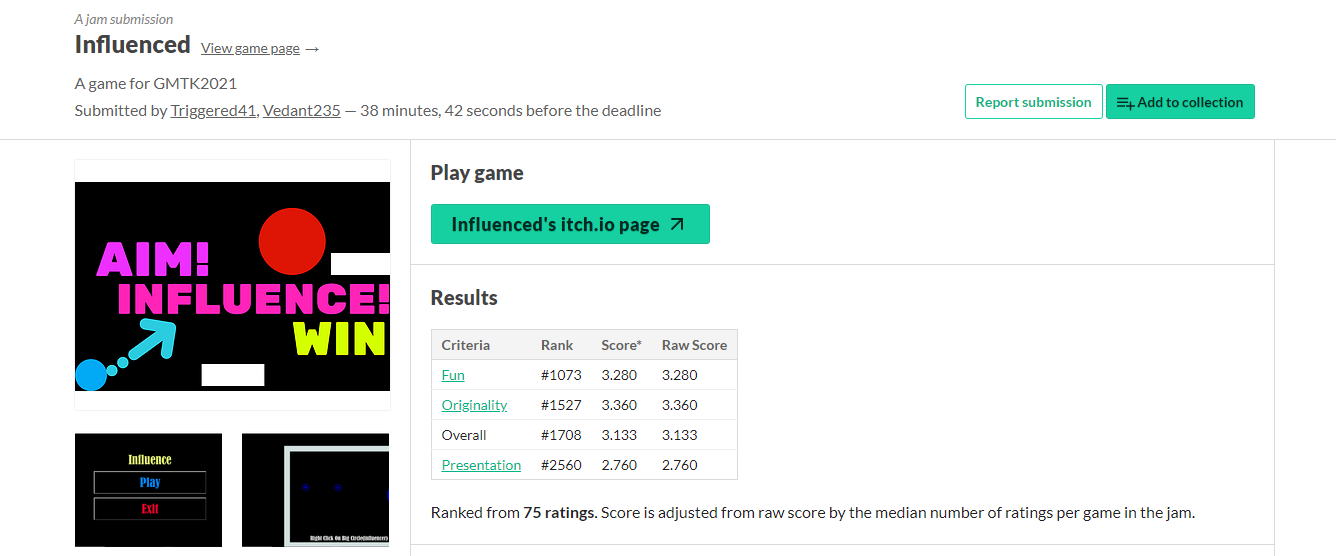 A jam submission
Influenced View game page →
A game for GMTK2021
Submitted by Triggered41, Vedant235 — 38 minutes, 42 seconds before the deadline
Report submission
Add to collection
AIM!
INFLUENCE!
WIN
Influence
Play
Exit
Right Click On Big Circle(Influencer)
Play game
Influenced's itch.io page
Results
Criteria Rank Score* Raw Score
Fun #1073 3.280 3.280
Originality #1527 3.360 3.360
Overall #1708 3.133 3.133
Presentation #2560 2.760 2.760
Ranked from 75 ratings. Score is adjusted from raw score by the median number of ratings per game in the jam.